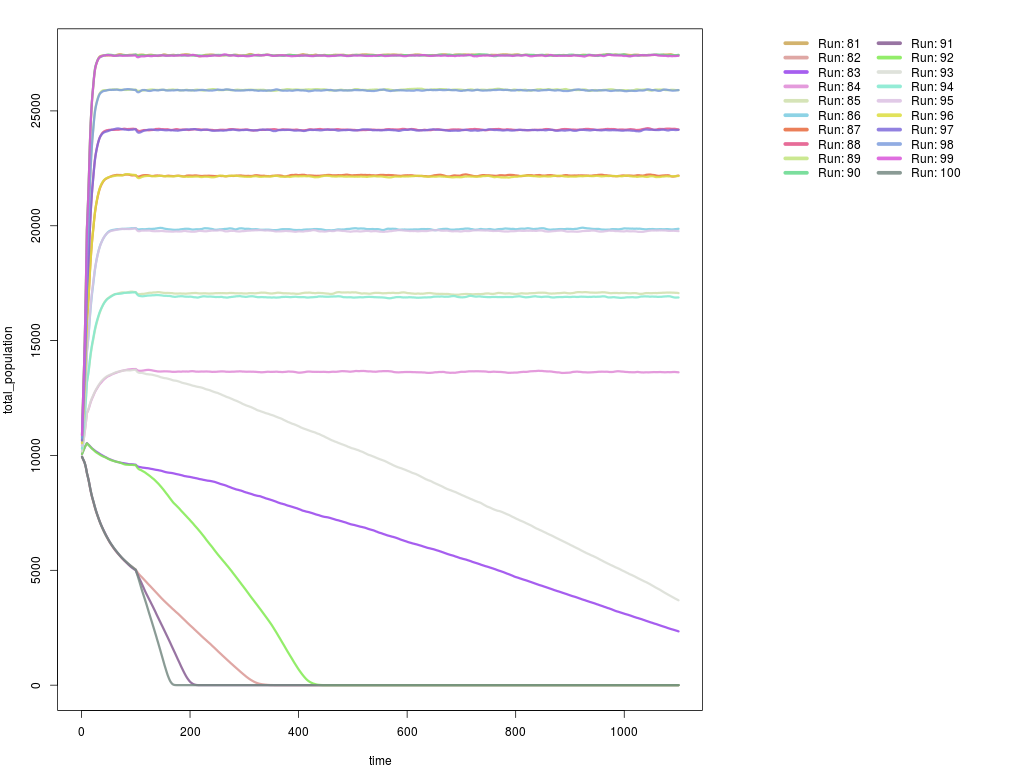 Run: 81
Run: 82
Run: 83
Run: 84
Run: 85
Run: 86
Run: 87
Run: 88
Run: 89
Run: 90
Run: 91
Run: 92
Run: 93
Run: 94
Run: 95
Run: 96
Run: 97
Run: 98
Run: 99
Run: 100
total_population
25000
20000
15000
10000
5000
0
0 200 400 600 800 1000
time